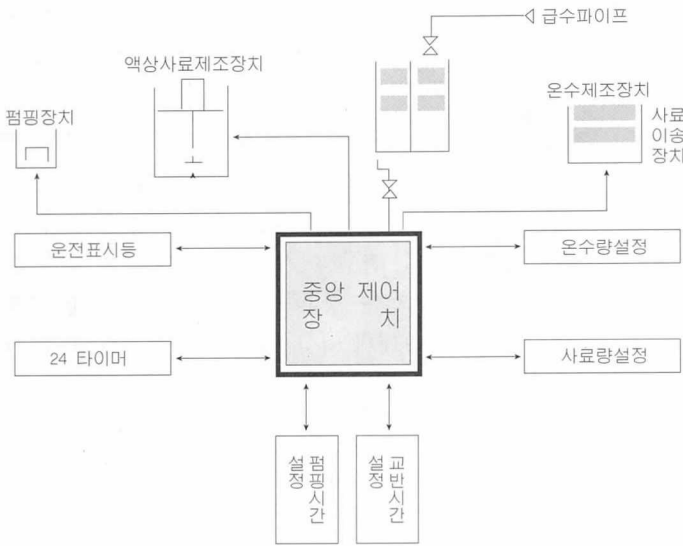 급수파이프
액상사료제조장치
온수제조장치
펌핑장치
사료
이송
장치
운전표시등
온수량설정
중앙 제어
장 치
24 타이머
사료량설정
펌핑시간
설정
교반시간
설정